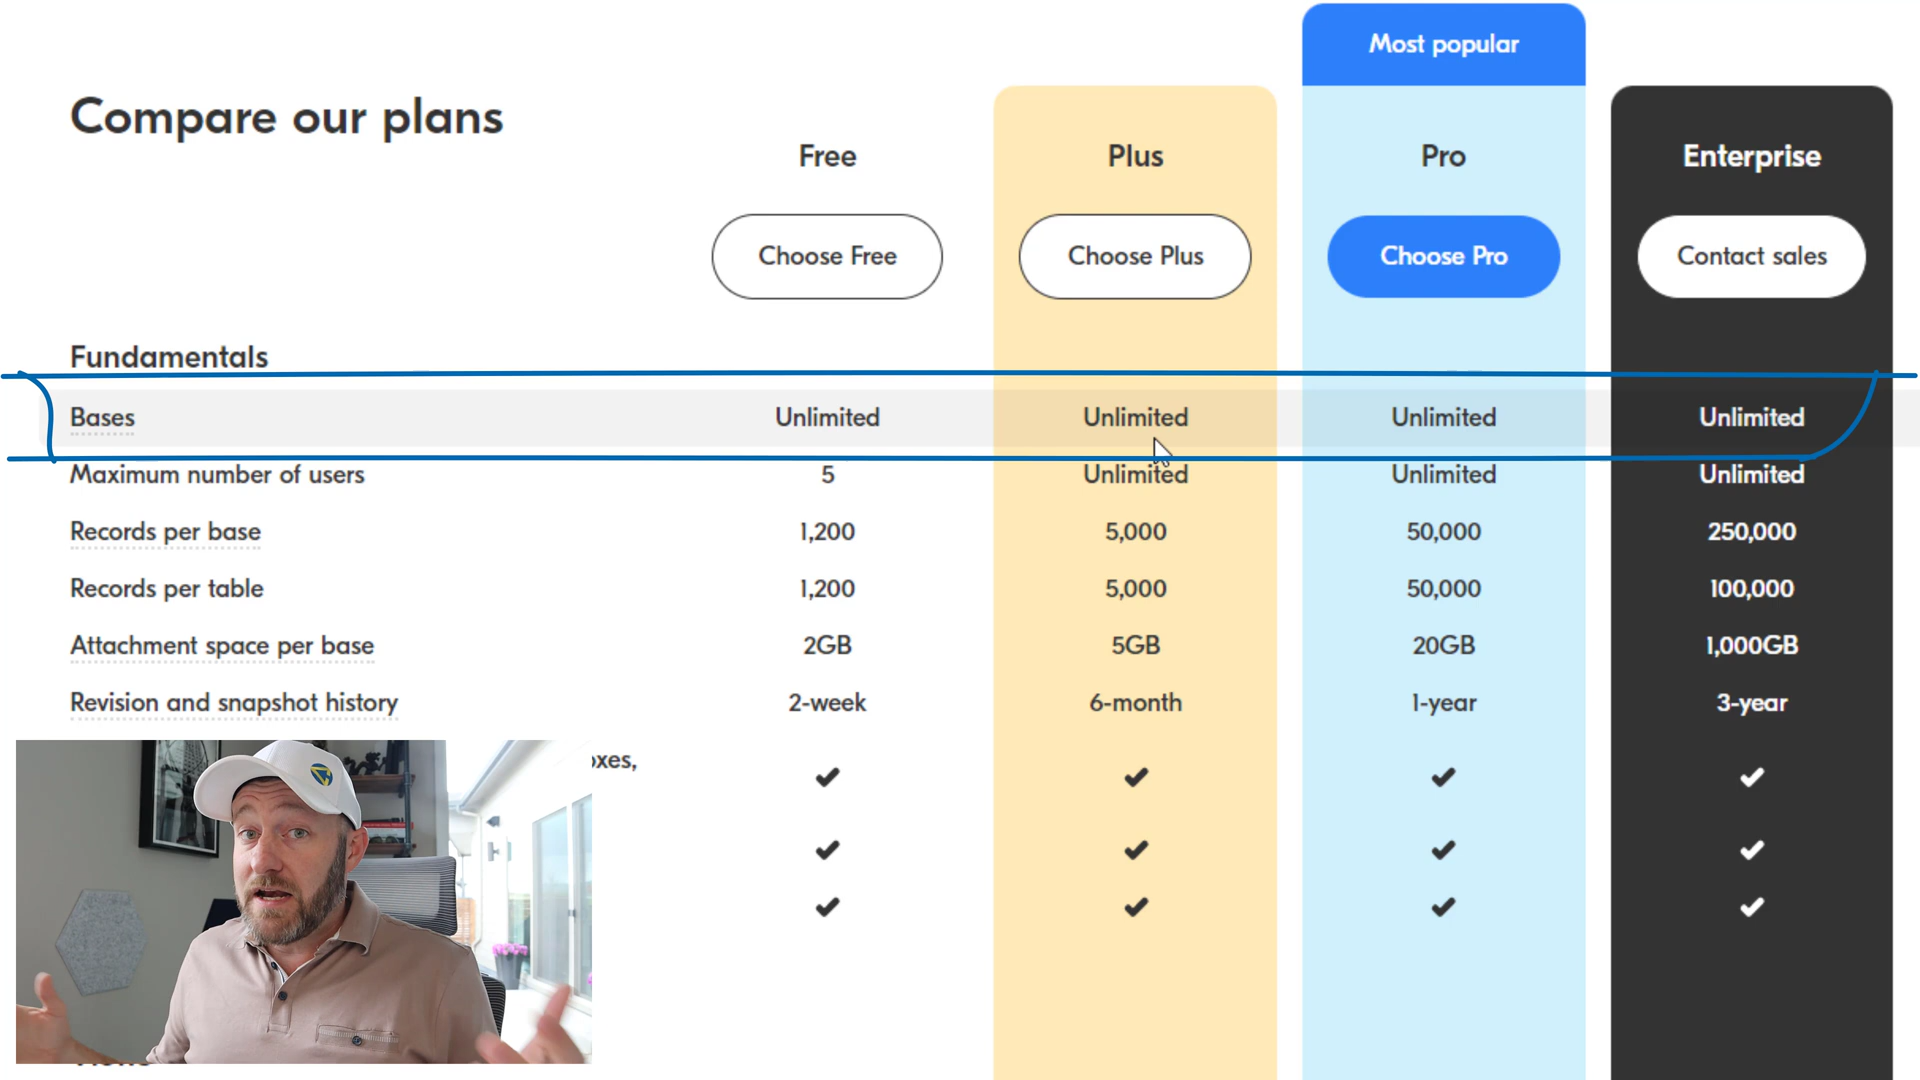 Most popular
Compare our plans
Free Plus Pro Enterprise
Choose Free Choose Plus Choose Pro Contact sales
Fundamentals
Bases Unlimited Unlimited Unlimited Unlimited
Maximum number of users 5 Unlimited Unlimited Unlimited
Records per base 1,200 5,000 50,000 250,000
Records per table 1,200 5,000 50,000 100,000
Attachment space per base 2GB 5GB 20GB 1,000GB
Revision and snapshot history 2-week 6-month 1-year 3-year
oxes,